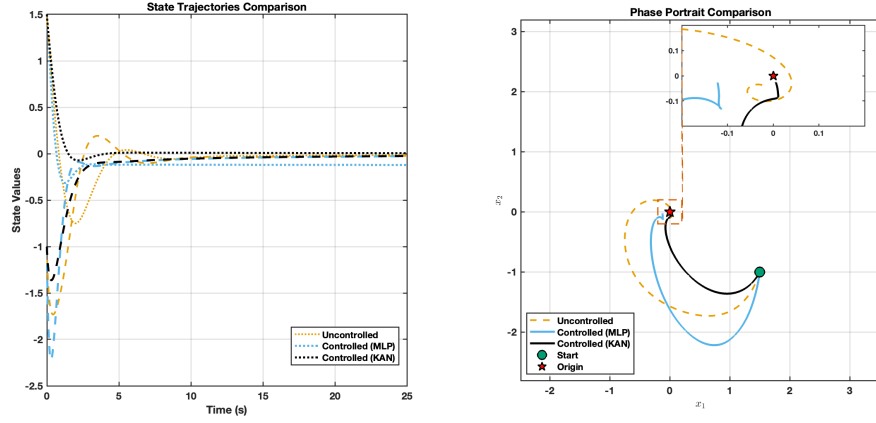 State Trajectories Comparison
1.5
1
0.5
0
-0.5
-1
-1.5
-2
-2.5
State Values
0
5
10
15
20
25
Time (s)
Uncontrolled
Controlled (MLP)
Controlled (KAN)
Phase Portrait Comparison
3
2
1
0
-1
-2
x_2
-2
-1
0
1
2
3
x_1
0.1
0
-0.1
-0.1
0
0.1
Uncontrolled
Controlled (MLP)
Controlled (KAN)
Start
Origin